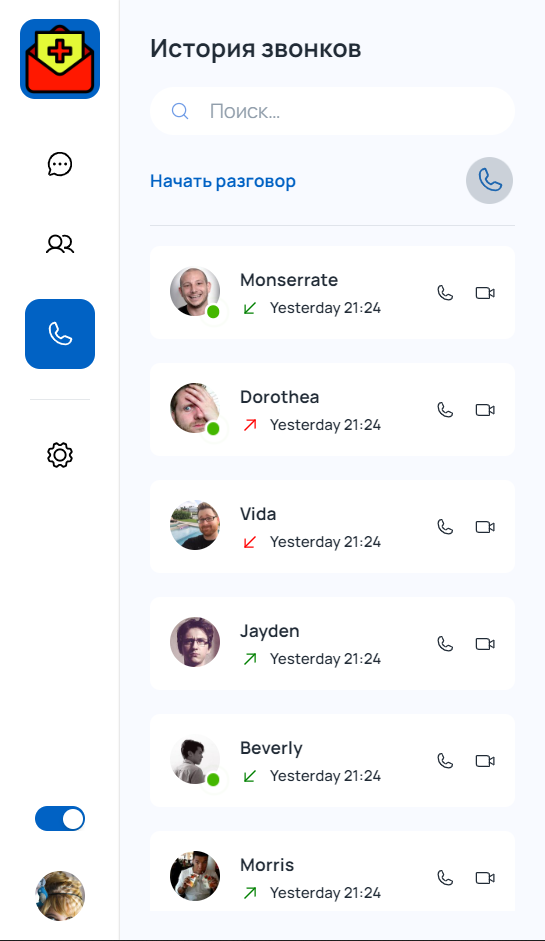 История звонков
Поиск...
Начать разговор
Monserrate
Yesterday 21:24
Dorothea
Yesterday 21:24
Vida
Yesterday 21:24
Jayden
Yesterday 21:24
Beverly
Yesterday 21:24
Morris
Yesterday 21:24